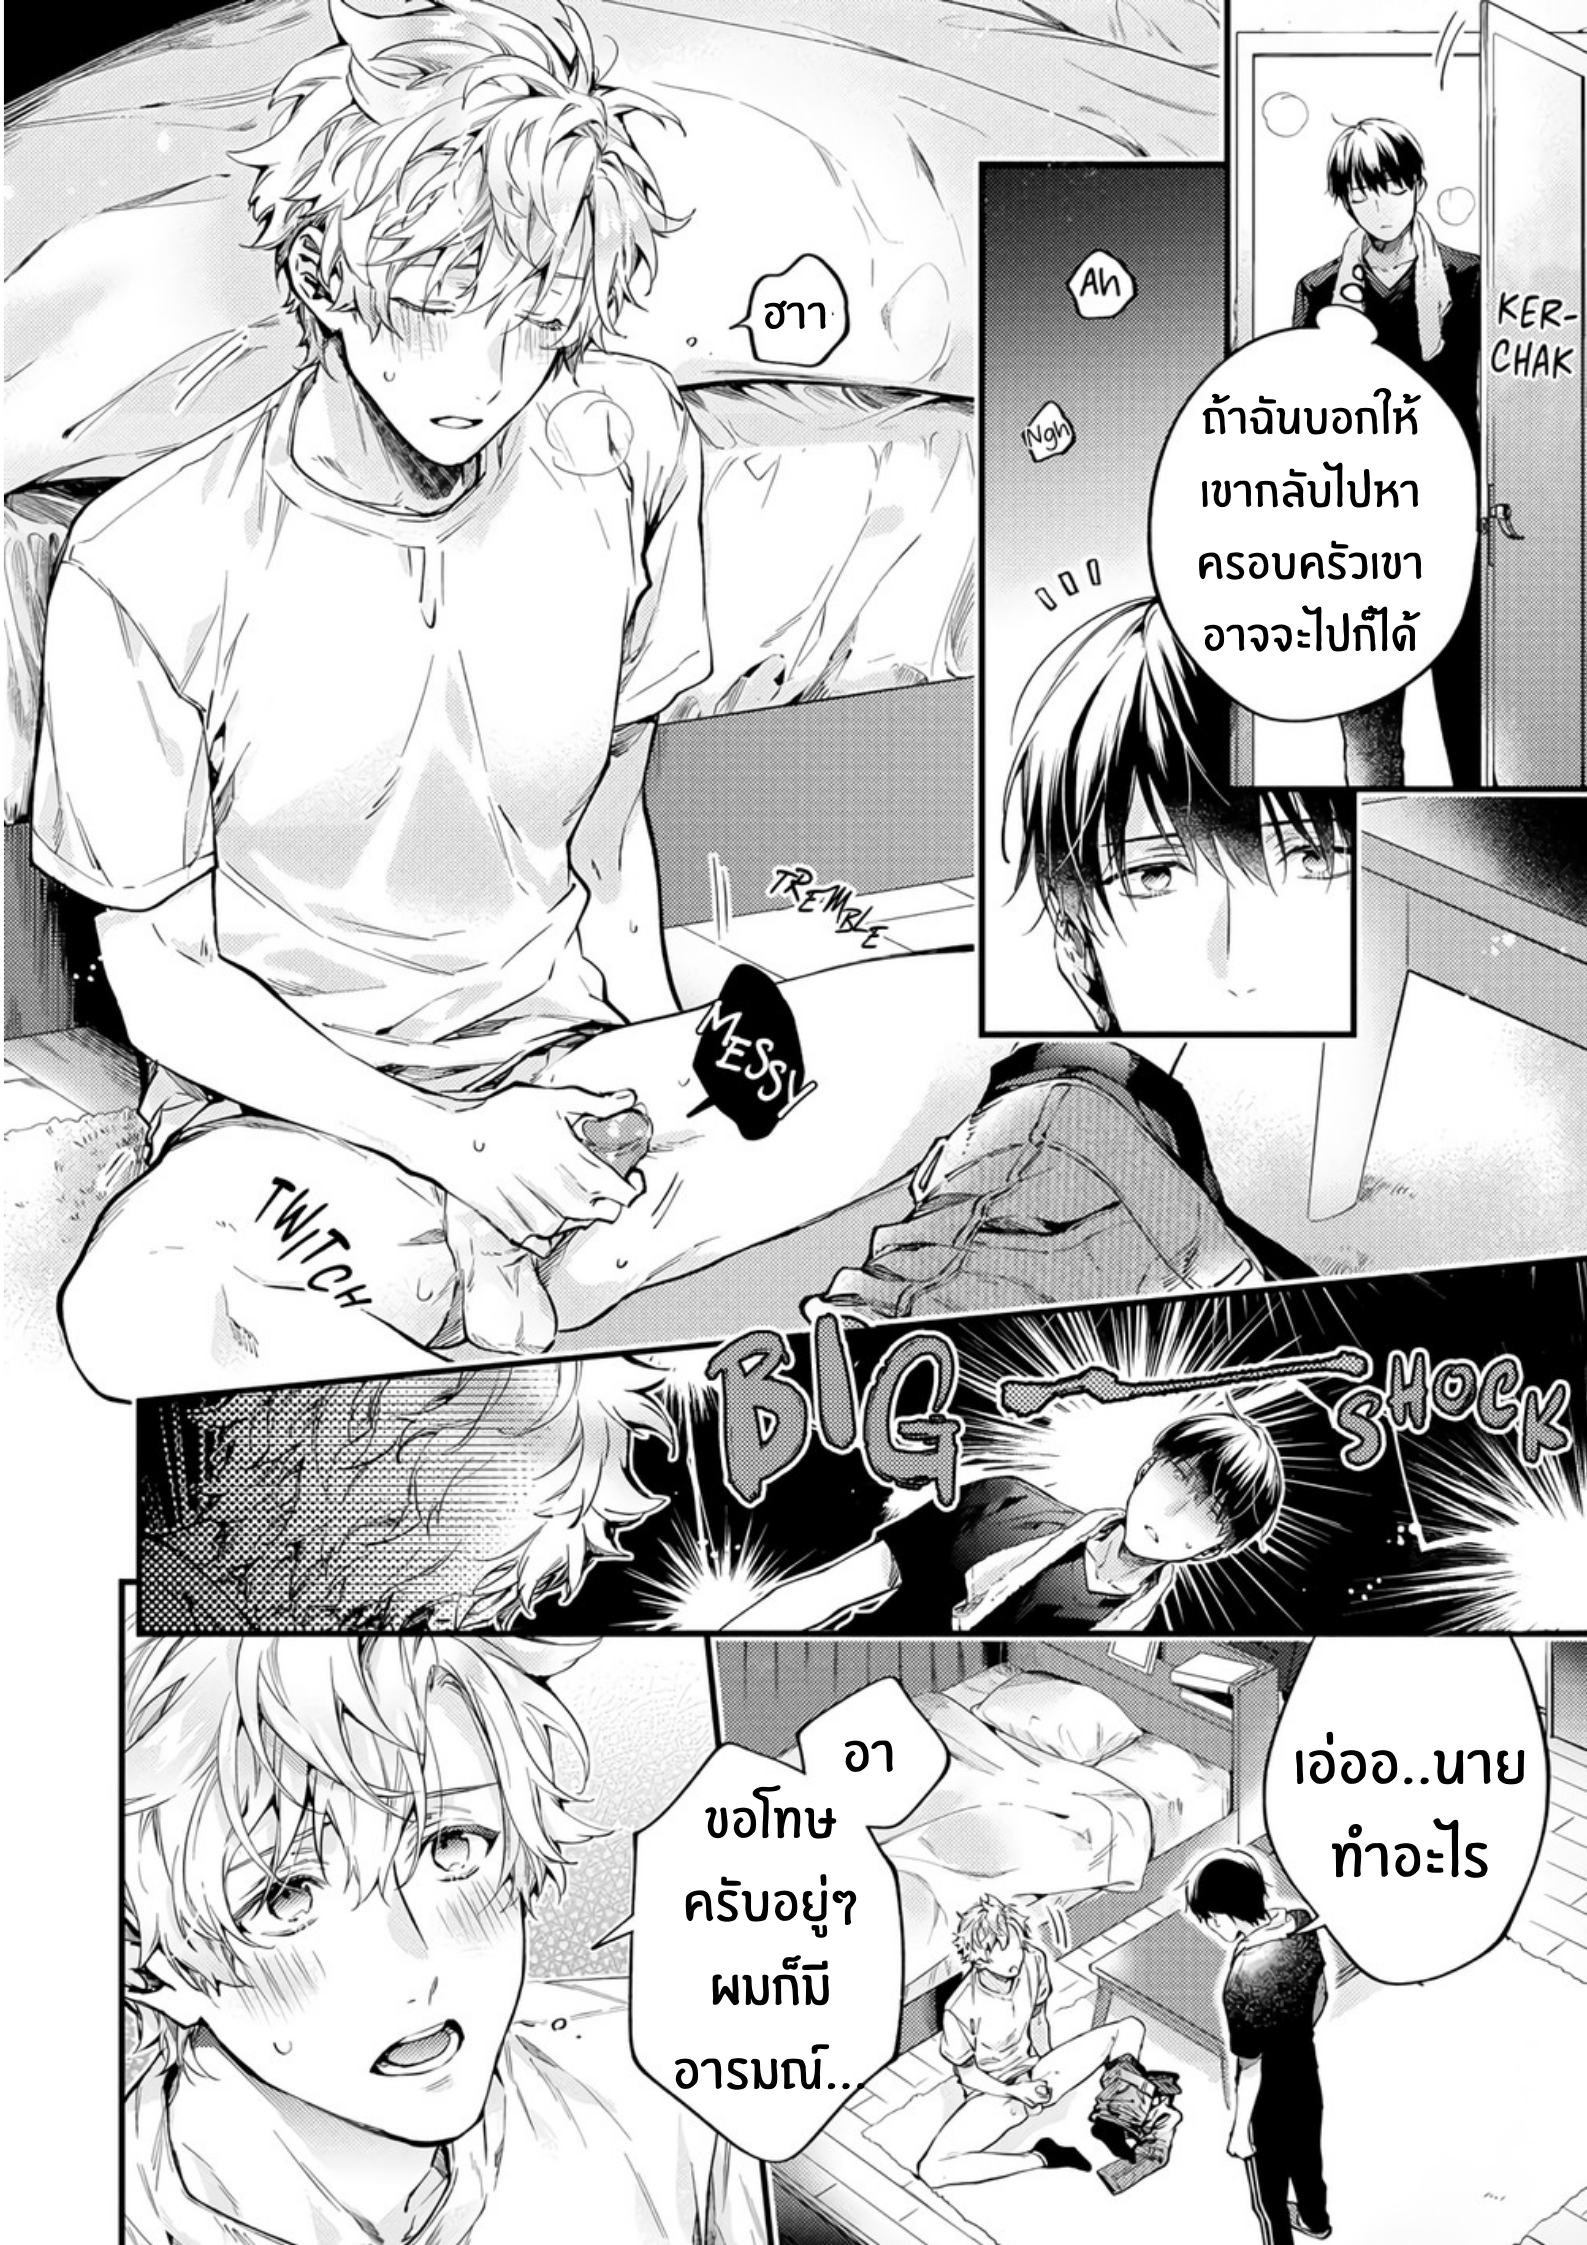 KER-
CHAK
ถ้าฉันบอกให้
เขากลับไปหา
ครอบครัวเขา
อาจจะไปก็ได้
Ah
Ngh
ฮาา
TREMBLE
MESSY
TWITCH
BIG
SHOCK
เอ่ออ..นาย
ทำอะไร
อา
ขอโทษ
ครับอยู่ๆ
ผมก็มี
อารมณ์...